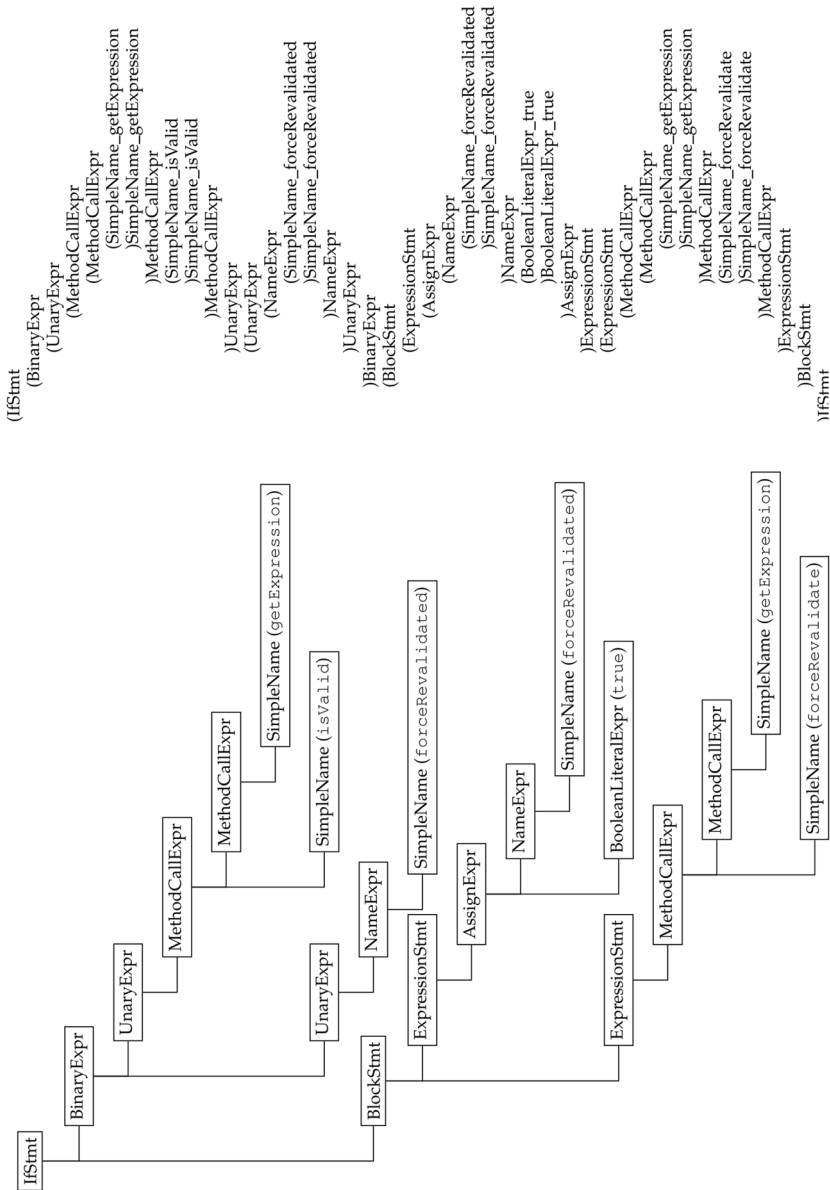 IfStmt
BinaryExpr
UnaryExpr
MethodCallExpr
MethodCallExpr
SimpleName (getExpression)
SimpleName (isValid)
UnaryExpr
NameExpr
SimpleName (forceRevalidated)
BlockStmt
ExpressionStmt
AssignExpr
NameExpr
SimpleName (forceRevalidated)
BooleanLiteralExpr (true)
ExpressionStmt
MethodCallExpr
MethodCallExpr
SimpleName (getExpression)
SimpleName (forceRevalidate)
(IfStmt
(BinaryExpr
(UnaryExpr
(MethodCallExpr
(MethodCallExpr
(SimpleName_getExpression
)SimpleName_getExpression
)MethodCallExpr
(SimpleName_isValid
)SimpleName_isValid
)MethodCallExpr
)UnaryExpr
(UnaryExpr
(NameExpr
(SimpleName_forceRevalidated
)SimpleName_forceRevalidated
)NameExpr
)UnaryExpr
)BinaryExpr
(BlockStmt
(ExpressionStmt
(AssignExpr
(NameExpr
(SimpleName_forceRevalidated
)SimpleName_forceRevalidated
)NameExpr
(BooleanLiteralExpr_true
)BooleanLiteralExpr_true
)AssignExpr
)ExpressionStmt
(ExpressionStmt
(MethodCallExpr
(MethodCallExpr
(SimpleName_getExpression
)SimpleName_getExpression
)MethodCallExpr
(SimpleName_forceRevalidate
)SimpleName_forceRevalidate
)MethodCallExpr
)ExpressionStmt
)BlockStmt
)IfStmt